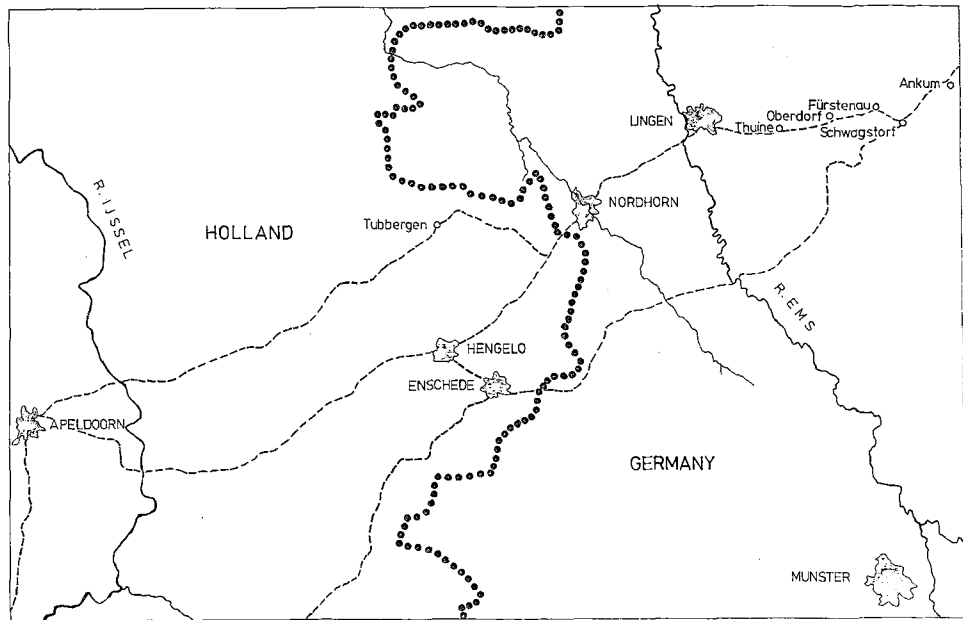 Ankum
Fürstenau
LINGEN
Oberdorf
Thuine
Schwagstorf
R. IJSSEL
NORDHORN
Tubbergen
HOLLAND
R. EMS
HENGELO
ENSCHEDE
APELDOORN
GERMANY
MUNSTER